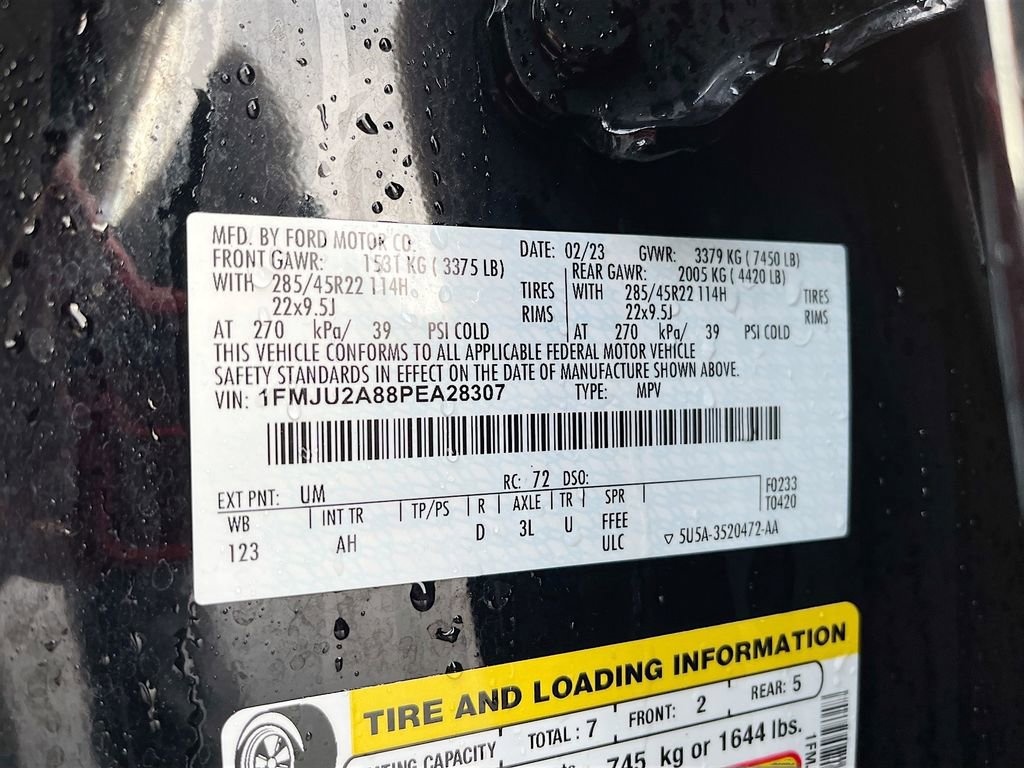 MFD. BY FORD MOTOR CO.
DATE: 02/23 GVWR: 3379 KG ( 7450 LB)
FRONT GAWR: 1531 KG ( 3375 LB)
WITH 285/45R22 114H TIRES
22x9.5J RIMS
AT 270 kPa/ 39 PSI COLD
REAR GAWR: 2005 KG ( 4420 LB)
WITH 285/45R22 114H TIRES
22x9.5J RIMS
AT 270 kPa/ 39 PSI COLD
THIS VEHICLE CONFORMS TO ALL APPLICABLE FEDERAL MOTOR VEHICLE
SAFETY STANDARDS IN EFFECT ON THE DATE OF MANUFACTURE SHOWN ABOVE.
VIN: 1FMJU2A88PEA28307 TYPE: MPV
EXT PNT: UM RC: 72 DSO:
F0233
T0420
WB INT TR TP/PS R AXLE TR SPR
123 AH D 3L U FFEE
ULC
5U5A-3520472-AA
TIRE AND LOADING INFORMATION
CAPACITY TOTAL : 7 FRONT: 2 REAR: 5
745 kg or 1644 lbs.